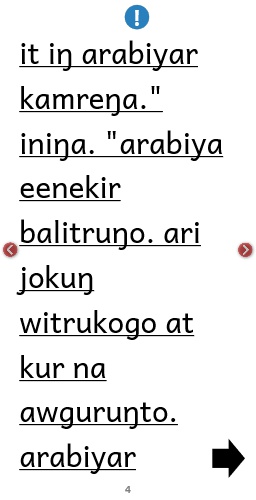 it iŋ arabiyar
kamreŋa."
iniŋa. "arabiya
eenekir
balitruŋo. ari
jokuŋ
witrukogo at
kur na
awguruŋto.
arabiyar
4